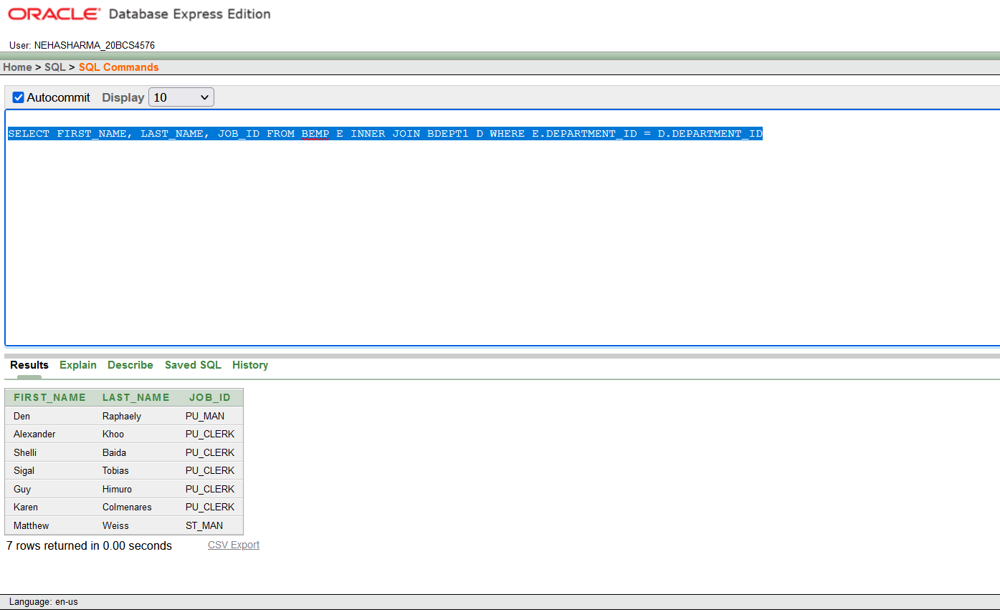 ORACLE® Database Express Edition
User: NEHASHARMA_20BCS4576
Home > SQL > SQL Commands
Autocommit Display 10
SELECT FIRST_NAME, LAST_NAME, JOB_ID FROM BEMP E INNER JOIN BDEPT1 D WHERE E.DEPARTMENT_ID = D.DEPARTMENT_ID
Results Explain Describe Saved SQL History
FIRST_NAME LAST_NAME JOB_ID
Den Raphaely PU_MAN
Alexander Khoo PU_CLERK
Shelli Baida PU_CLERK
Sigal Tobias PU_CLERK
Guy Himuro PU_CLERK
Karen Colmenares PU_CLERK
Matthew Weiss ST_MAN
7 rows returned in 0.00 seconds CSV Export
Language: en-us